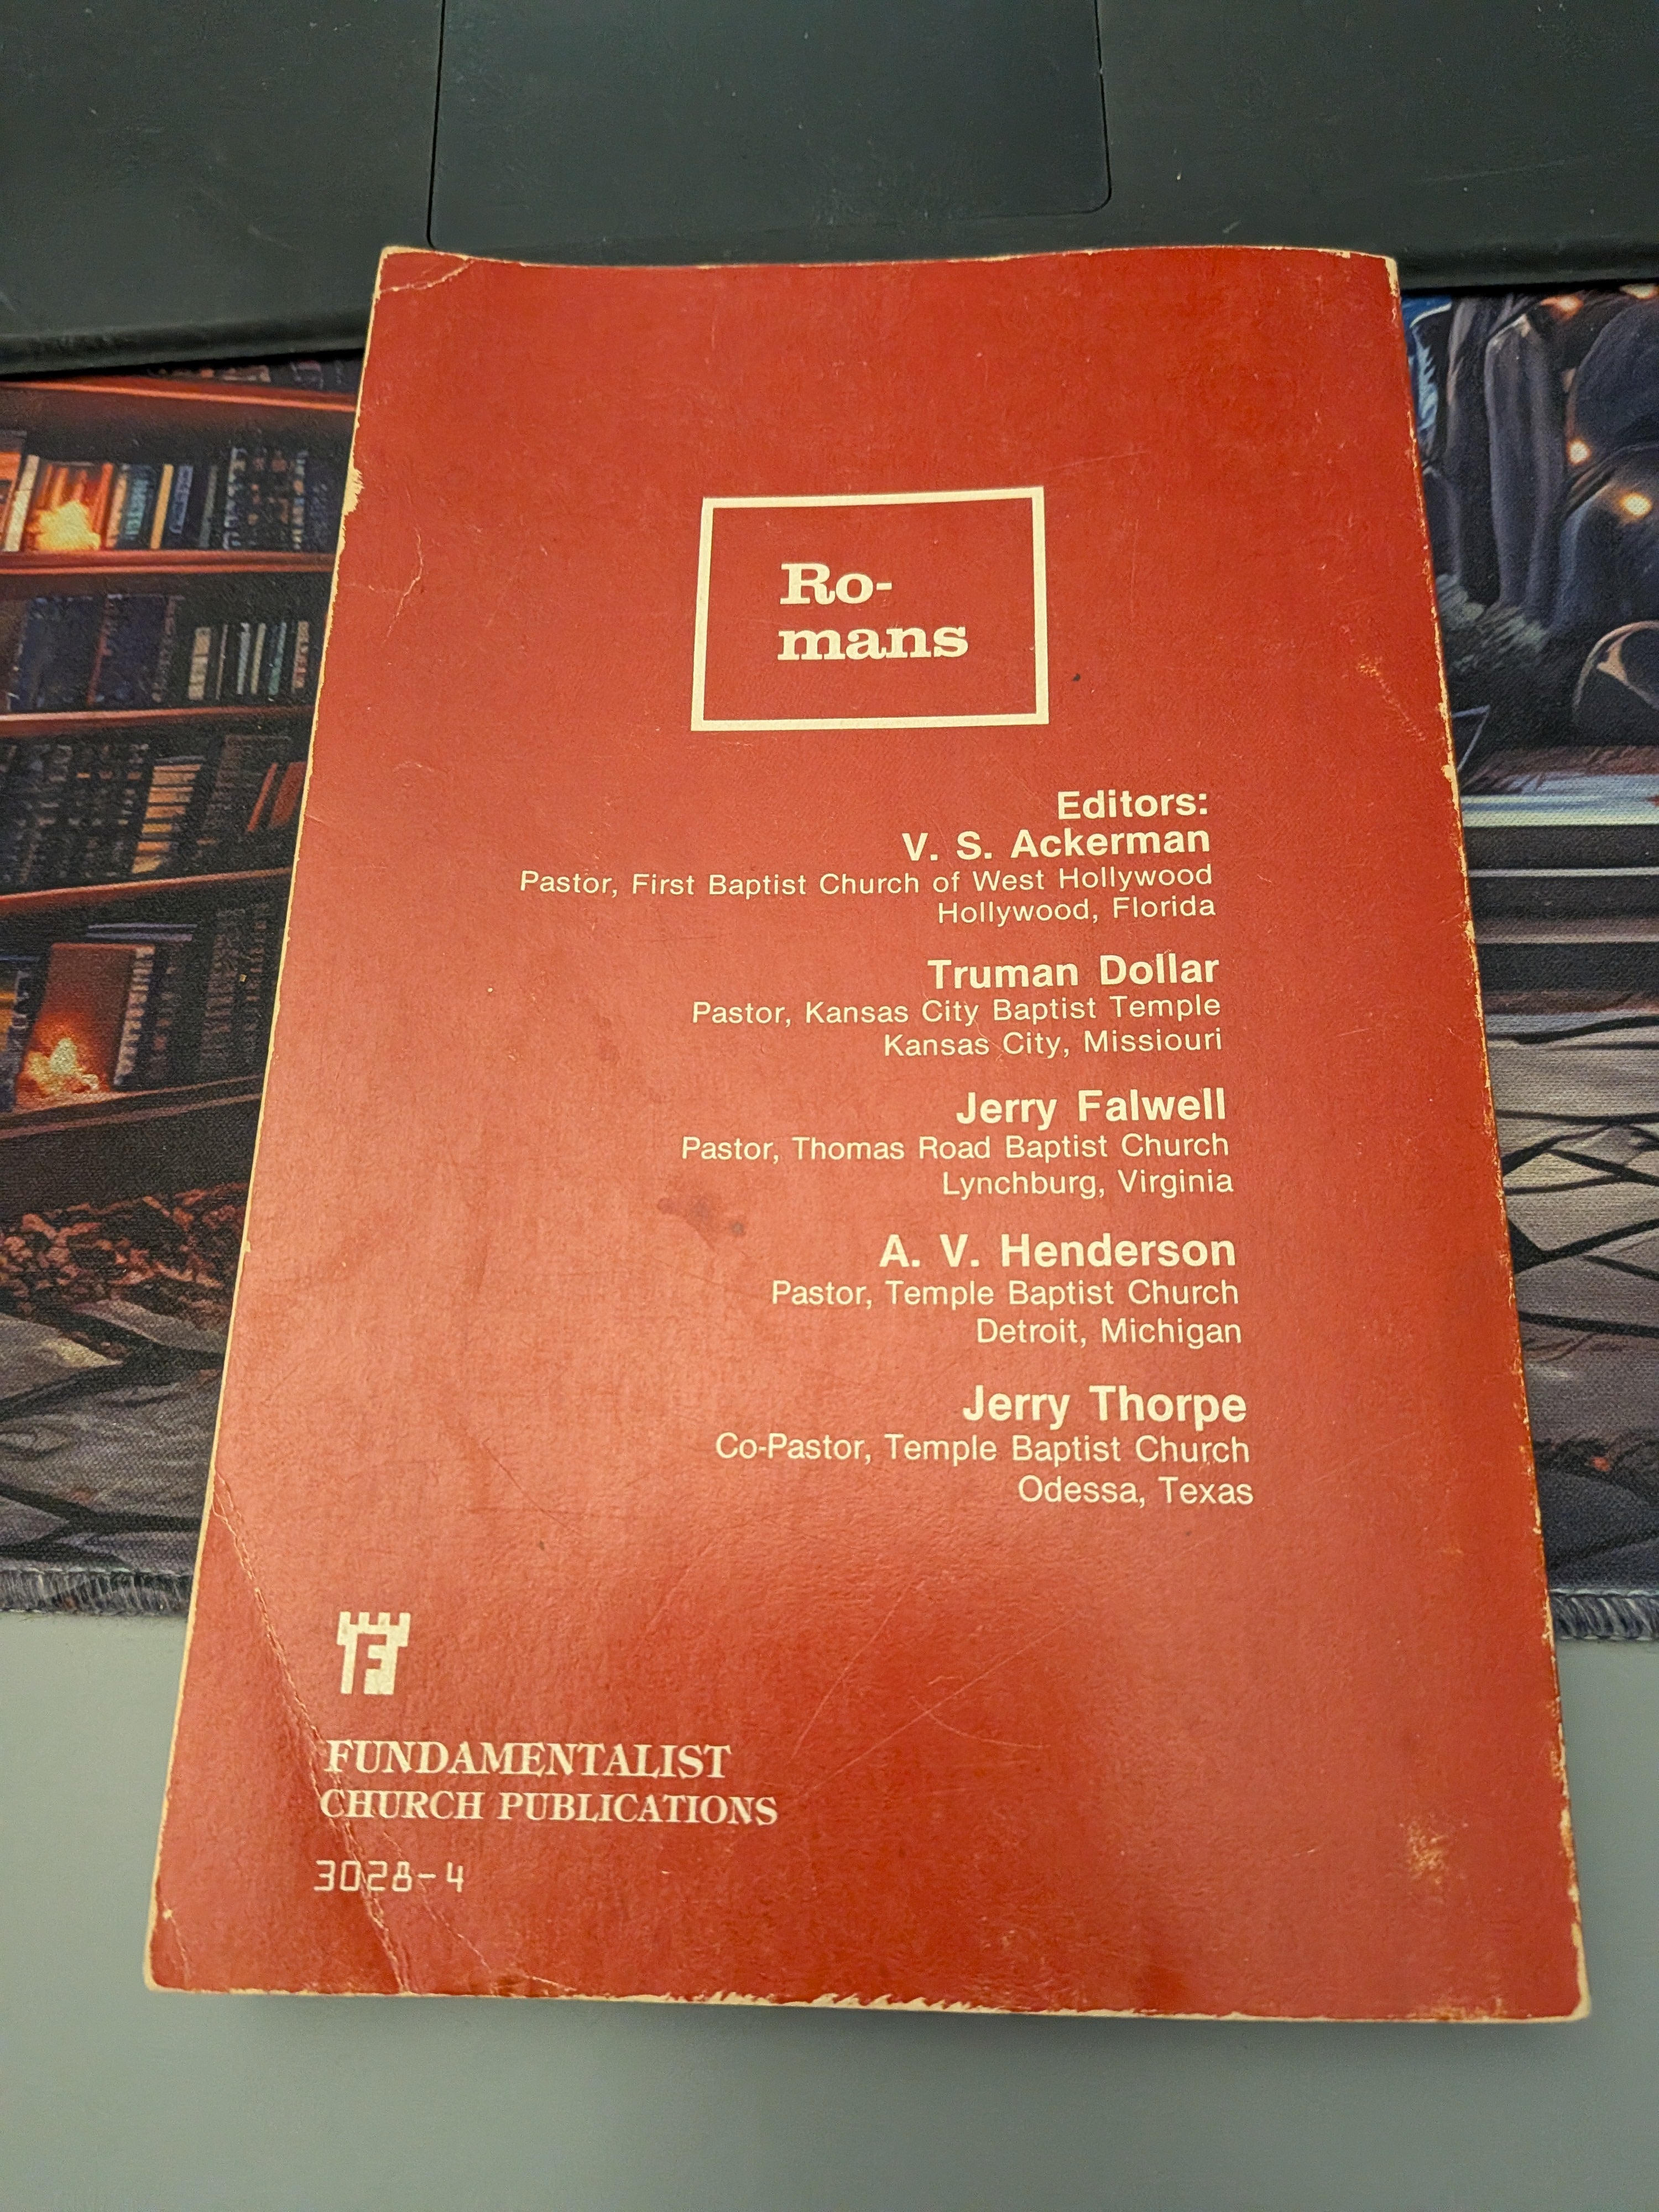 Ro-
mans
Editors:
V. S. Ackerman
Pastor, First Baptist Church of West Hollywood
Hollywood, Florida
Truman Dollar
Pastor, Kansas City Baptist Temple
Kansas City, Missiouri
Jerry Falwell
Pastor, Thomas Road Baptist Church
Lynchburg, Virginia
A. V. Henderson
Pastor, Temple Baptist Church
Detroit, Michigan
Jerry Thorpe
Co-Pastor, Temple Baptist Church
Odessa, Texas
F
FUNDAMENTALIST
CHURCH PUBLICATIONS
3028-4